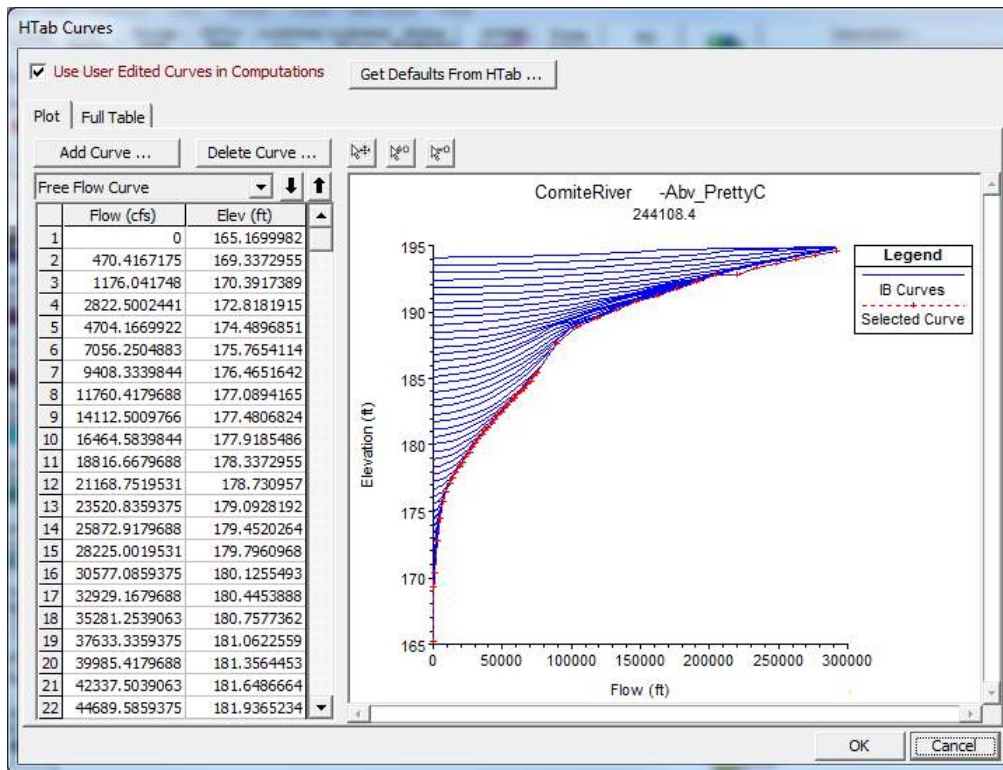 HTab Curves
Use User Edited Curves in Computations
Get Defaults From HTab ...
Plot
Full Table
Add Curve ...
Delete Curve ...
Free Flow Curve
Flow (cfs) Elev (ft)
1 0 165.1699982
2 470.4167175 169.3372955
3 1176.041748 170.3917389
4 2822.5002441 172.8181915
5 4704.1669922 174.4896851
6 7056.2504883 175.7654114
7 9408.3339844 176.4651642
8 11760.4179688 177.0894165
9 14112.5009766 177.4806824
10 16464.5839844 177.9185486
11 18816.6679688 178.3372955
12 21168.7519531 178.730957
13 23520.8359375 179.0928192
14 25872.9179688 179.4520264
15 28225.0019531 179.7960968
16 30577.0859375 180.1255493
17 32929.1679688 180.4453888
18 35281.2539063 180.7577362
19 37633.3359375 181.0622559
20 39985.4179688 181.3564453
21 42337.5039063 181.6486664
22 44689.5859375 181.9365234
ComiteRiver -Abv_PrettyC
244108.4
195
190
185
180
175
170
165
Elevation (ft)
0 50000 100000 150000 200000 250000 300000
Flow (ft)
Legend
IB Curves
Selected Curve
OK
Cancel